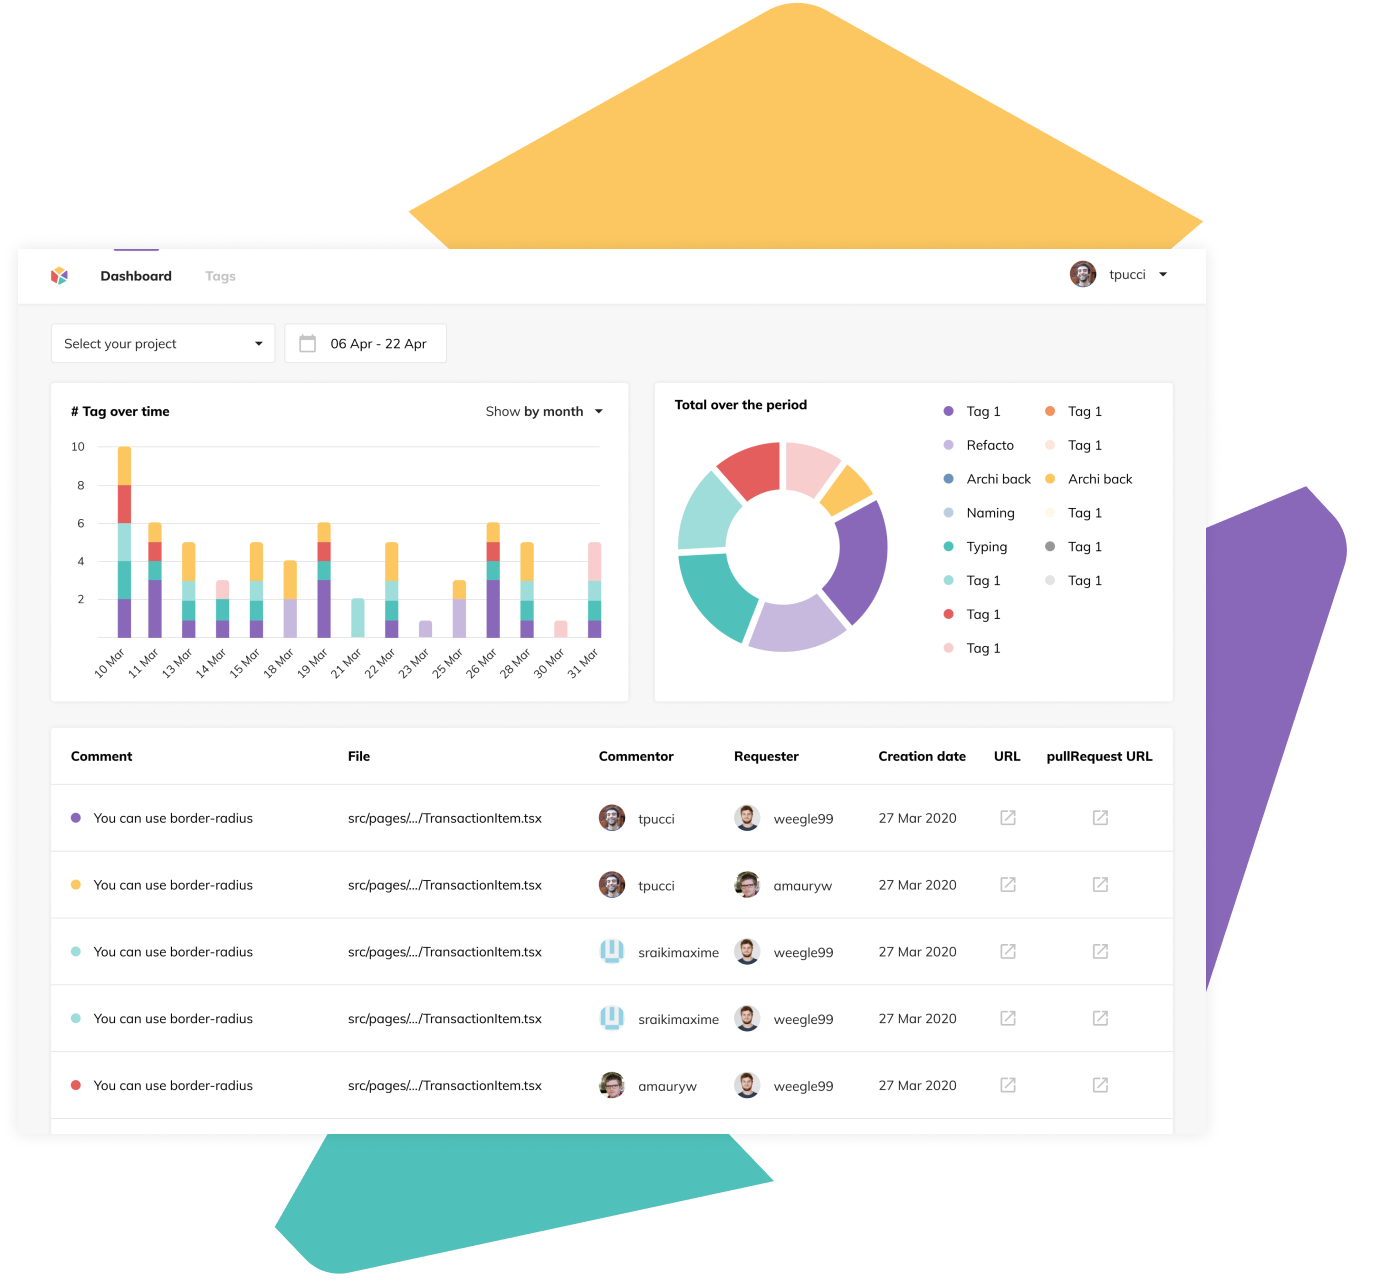 Dashboard
Tags
tpucci
Select your project
06 Apr - 22 Apr
# Tag over time
Show by month
10
8
6
4
2
10 Mar
11 Mar
13 Mar
14 Mar
15 Mar
18 Mar
19 Mar
21 Mar
22 Mar
23 Mar
25 Mar
26 Mar
28 Mar
30 Mar
31 Mar
Total over the period
Tag 1
Refacto
Archi back
Naming
Typing
Tag 1
Tag 1
Tag 1
Tag 1
Tag 1
Archi back
Tag 1
Tag 1
Tag 1
Comment File Commentor Requester Creation date URL pullRequest URL
You can use border-radius src/pages/.../TransactionItem.tsx tpucci weegle99 27 Mar 2020
You can use border-radius src/pages/.../TransactionItem.tsx tpucci amauryw 27 Mar 2020
You can use border-radius src/pages/.../TransactionItem.tsx sraikimaxime weegle99 27 Mar 2020
You can use border-radius src/pages/.../TransactionItem.tsx sraikimaxime weegle99 27 Mar 2020
You can use border-radius src/pages/.../TransactionItem.tsx amauryw weegle99 27 Mar 2020